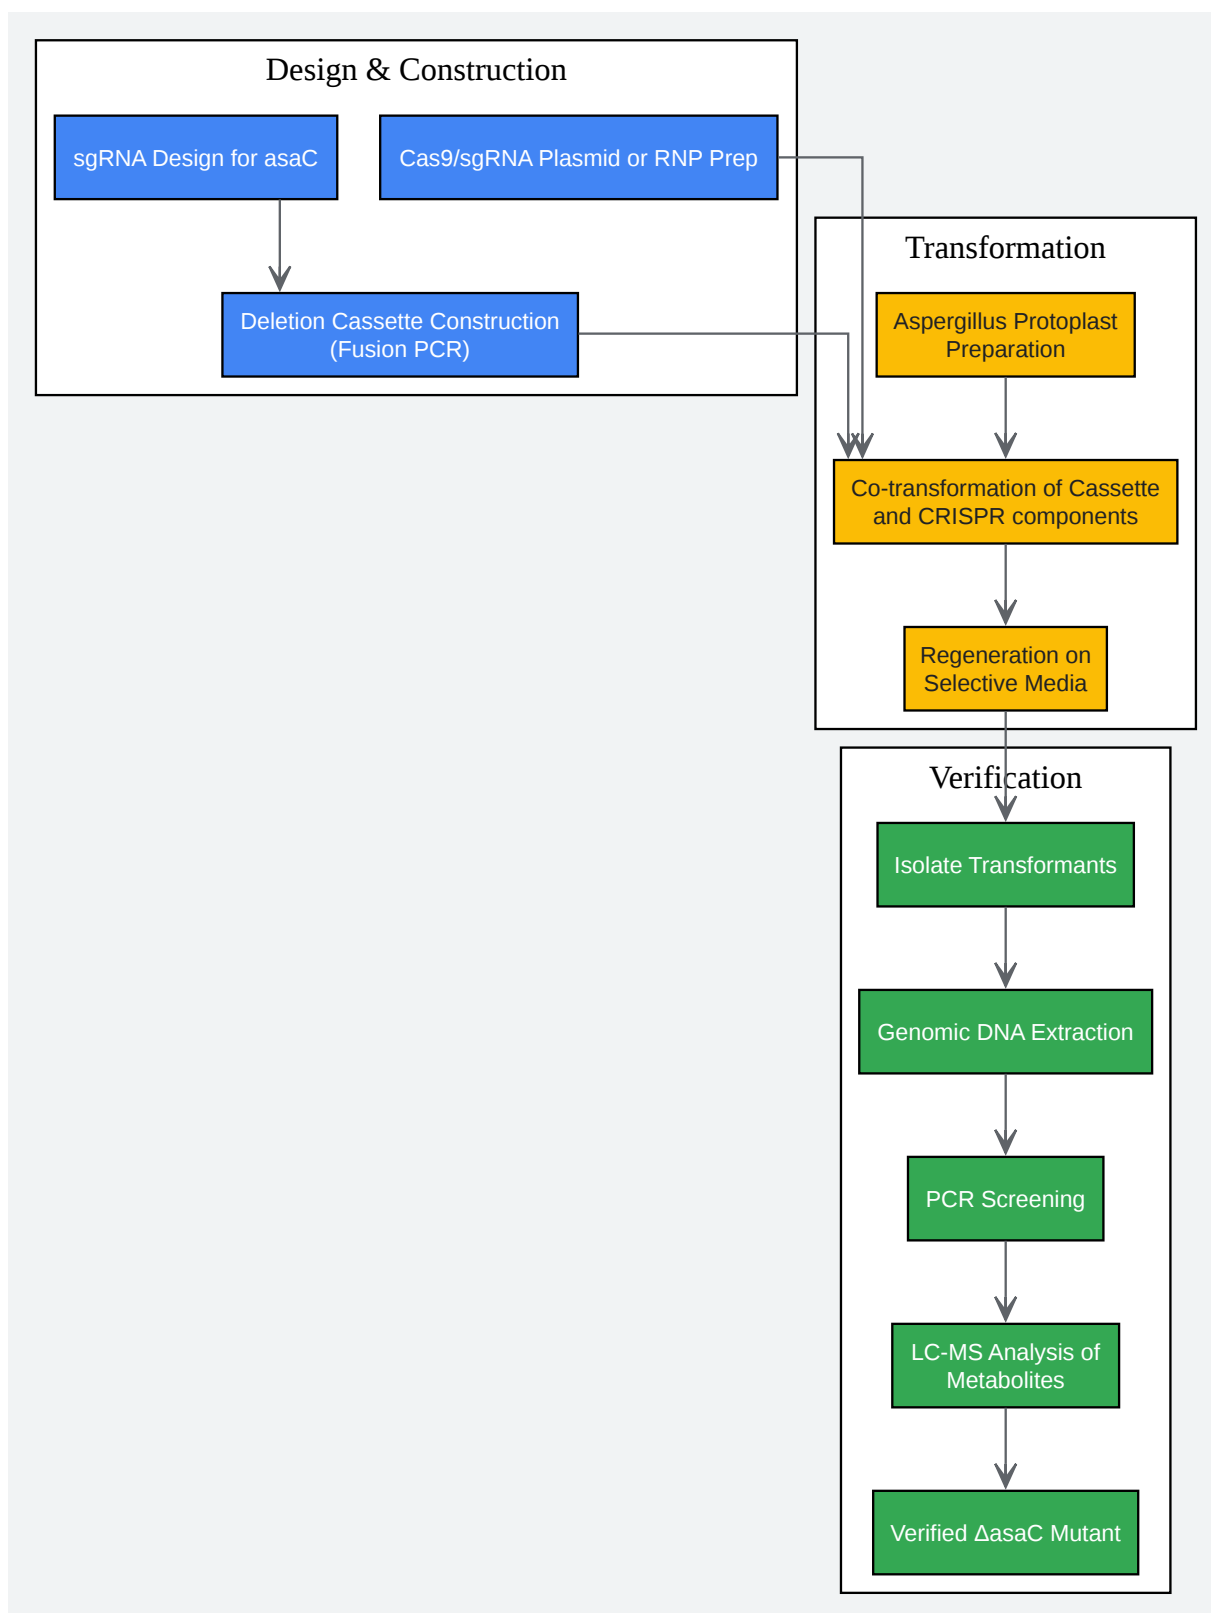 Design & Construction
sgRNA Design for asaC
Cas9/sgRNA Plasmid or RNP Prep
Deletion Cassette Construction
(Fusion PCR)
Transformation
Aspergillus Protoplast
Preparation
Co-transformation of Cassette
and CRISPR components
Regeneration on
Selective Media
Verification
Isolate Transformants
Genomic DNA Extraction
PCR Screening
LC-MS Analysis of
Metabolites
Verified ΔasaC Mutant